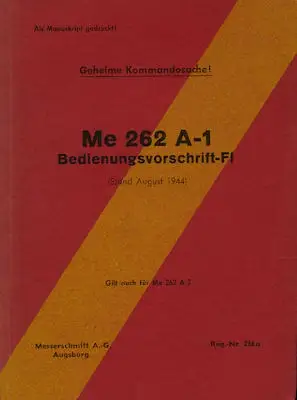 Als Manuskript gedruckt!
Geheime Kommandosache!
Me 262 A-1
Bedienungsvorschrift-Fl
(Stand August 1944)
Gilt auch für Me 262 A-2
Messerschmitt A.-G. Reg.-Nr.
Augsburg